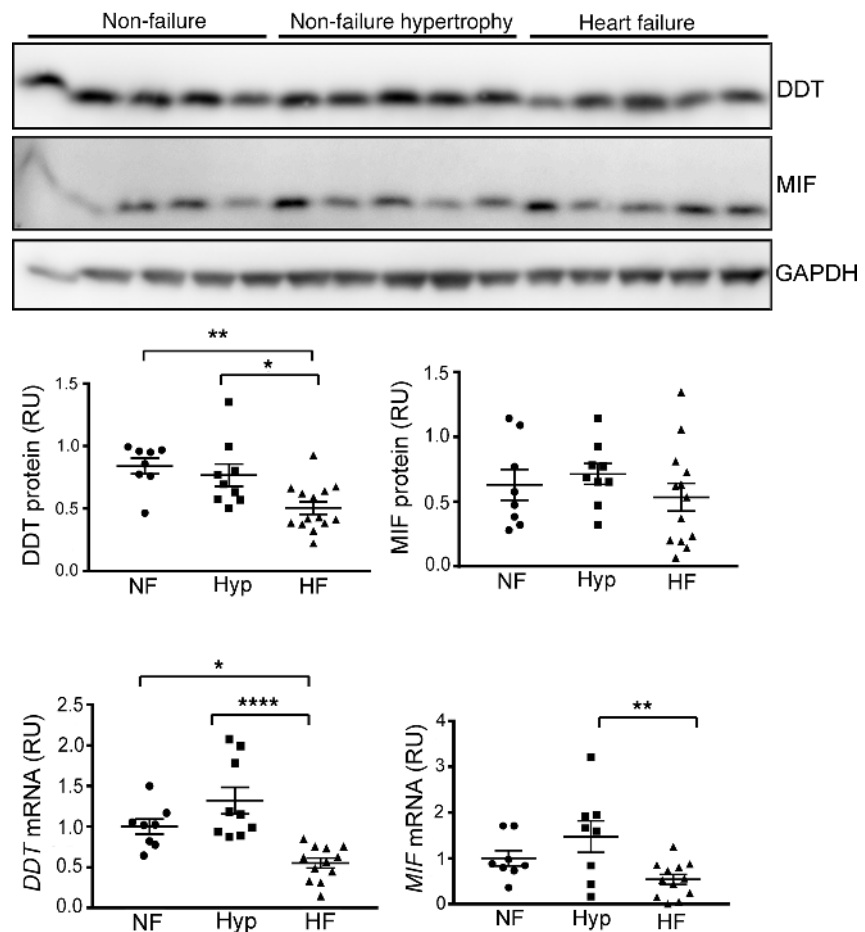 Non-failure Non-failure hypertrophy Heart failure
DDT
MIF
GAPDH
**
*
DDT protein (RU)
1.5
1.0
0.5
0.0
NF Hyp HF
MIF protein (RU)
1.5
1.0
0.5
0.0
NF Hyp HF
*
****
DDT mRNA (RU)
2.5
2.0
1.5
1.0
0.5
0.0
NF Hyp HF
**
MIF mRNA (RU)
4
3
2
1
0
NF Hyp HF